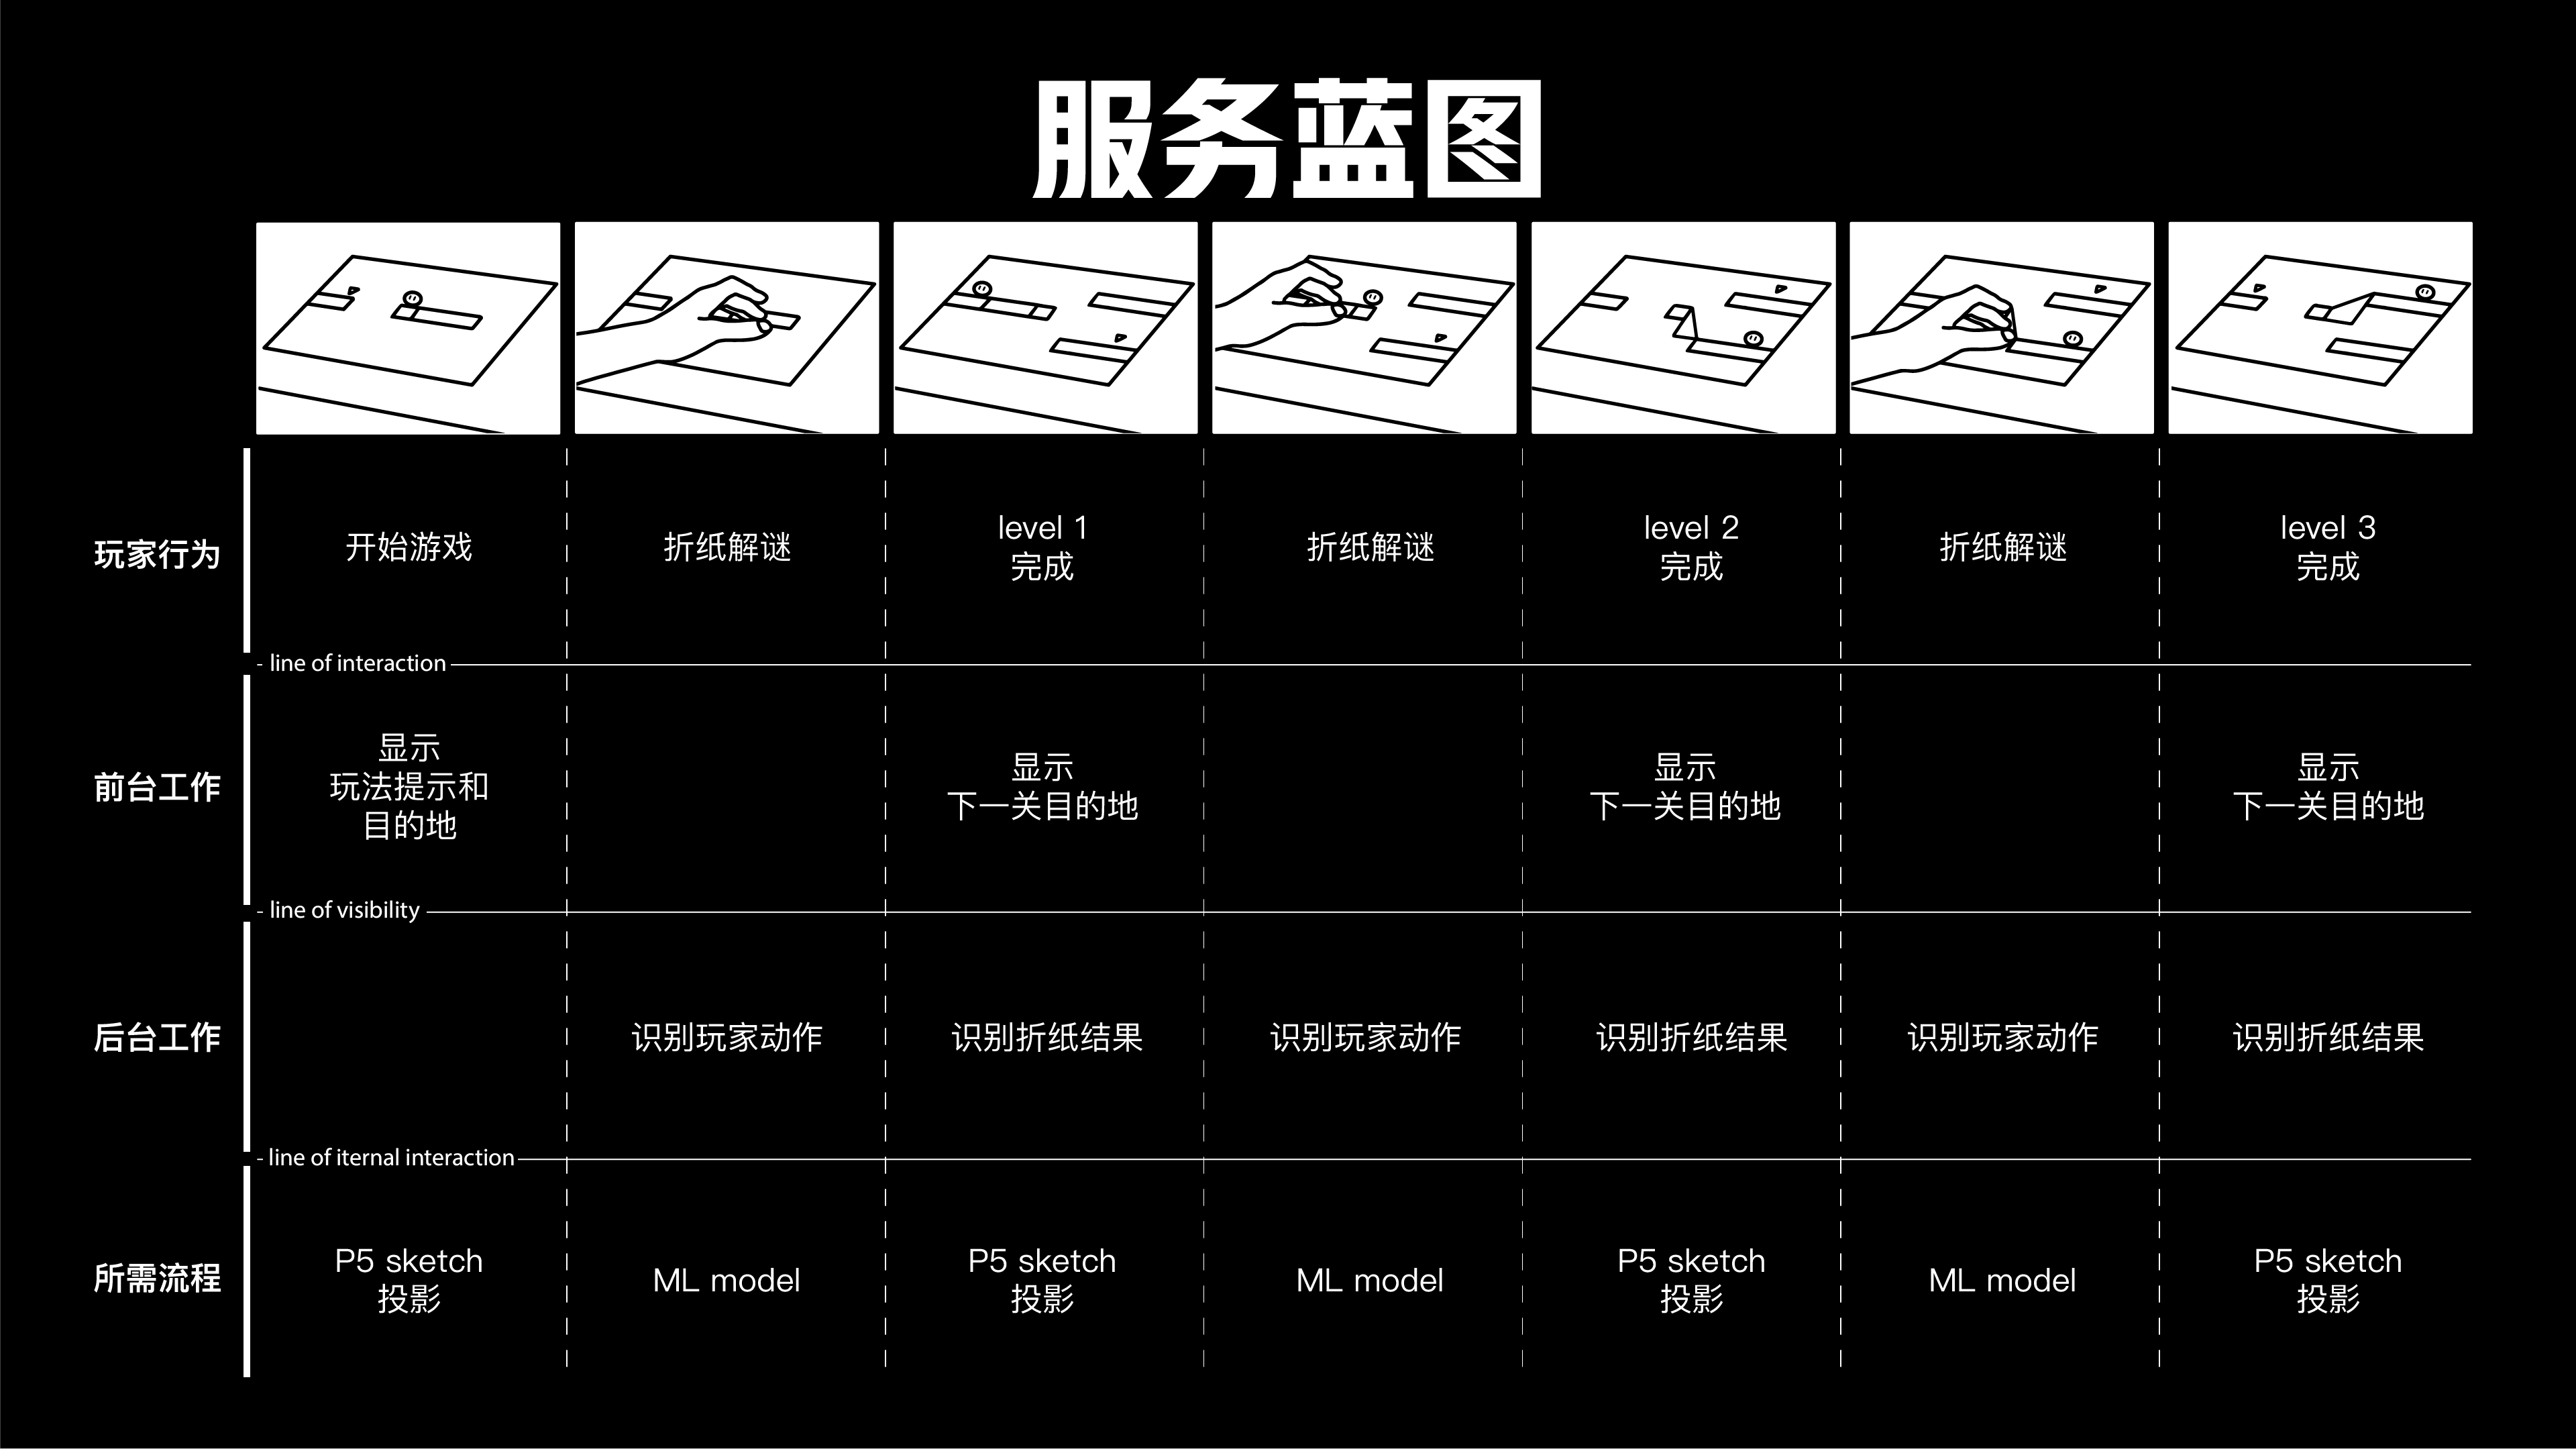 服务蓝图
玩家行为
开始游戏
折纸解谜
level 1
完成
折纸解谜
level 2
完成
折纸解谜
level 3
完成
line of interaction
前台工作
显示
玩法提示和
目的地
显示
下一关目的地
显示
下一关目的地
显示
下一关目的地
line of visibility
后台工作
识别玩家动作
识别折纸结果
识别玩家动作
识别折纸结果
识别玩家动作
识别折纸结果
line of iternal interaction
所需流程
P5 sketch
投影
ML model
P5 sketch
投影
ML model
P5 sketch
投影
ML model
P5 sketch
投影